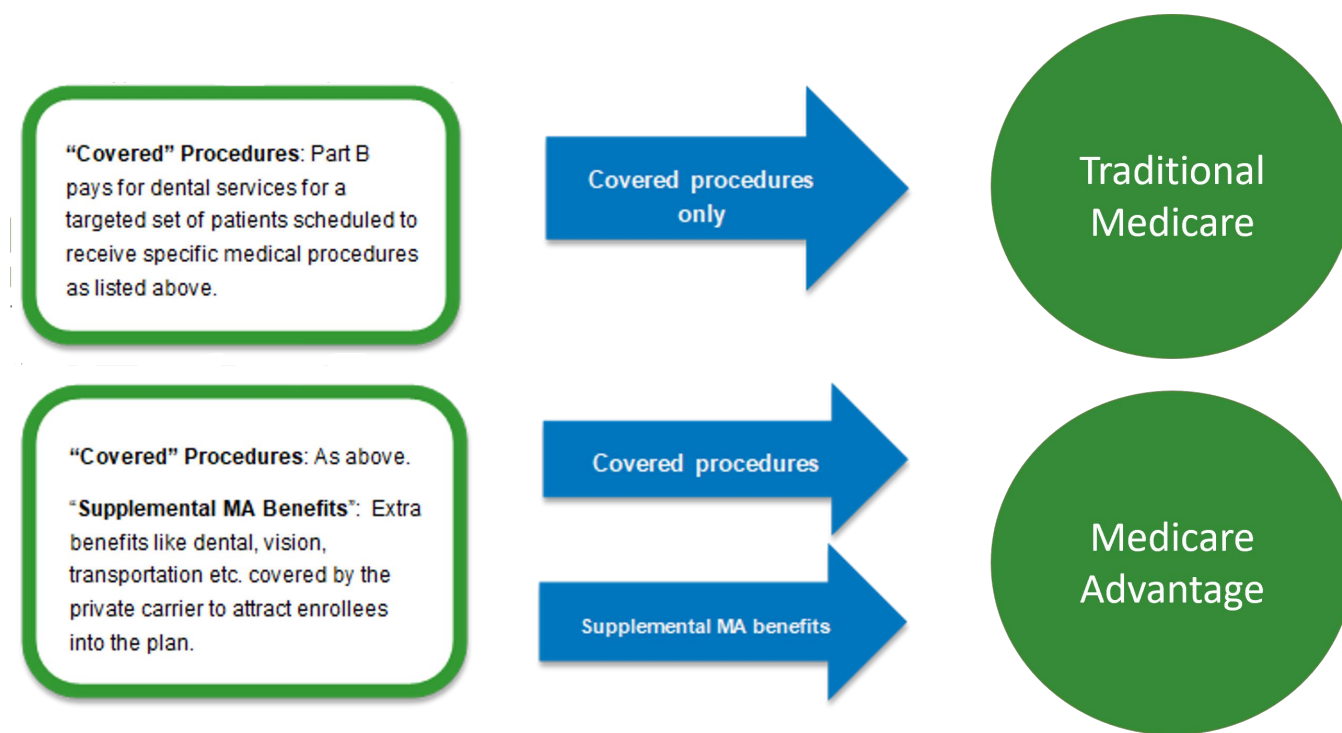 “Covered” Procedures: Part B
pays for dental services for a
targeted set of patients scheduled to
receive specific medical procedures
as listed above.
Covered procedures
only
Traditional
Medicare
“Covered” Procedures: As above.
“Supplemental MA Benefits”: Extra
benefits like dental, vision,
transportation etc. covered by the
private carrier to attract enrollees
into the plan.
Covered procedures
Supplemental MA benefits
Medicare
Advantage